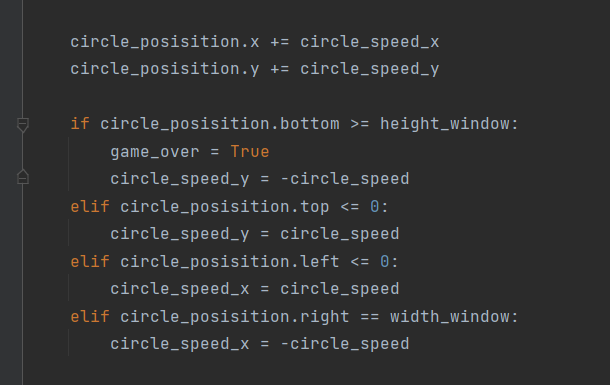 circle_posisition.x += circle_speed_x
circle_posisition.y += circle_speed_y
if circle_posisition.bottom >= height_window:
game_over = True
circle_speed_y = -circle_speed
elif circle_posisition.top <= 0:
circle_speed_y = circle_speed
elif circle_posisition.left <= 0:
circle_speed_x = circle_speed
elif circle_posisition.right == width_window:
circle_speed_x = -circle_speed